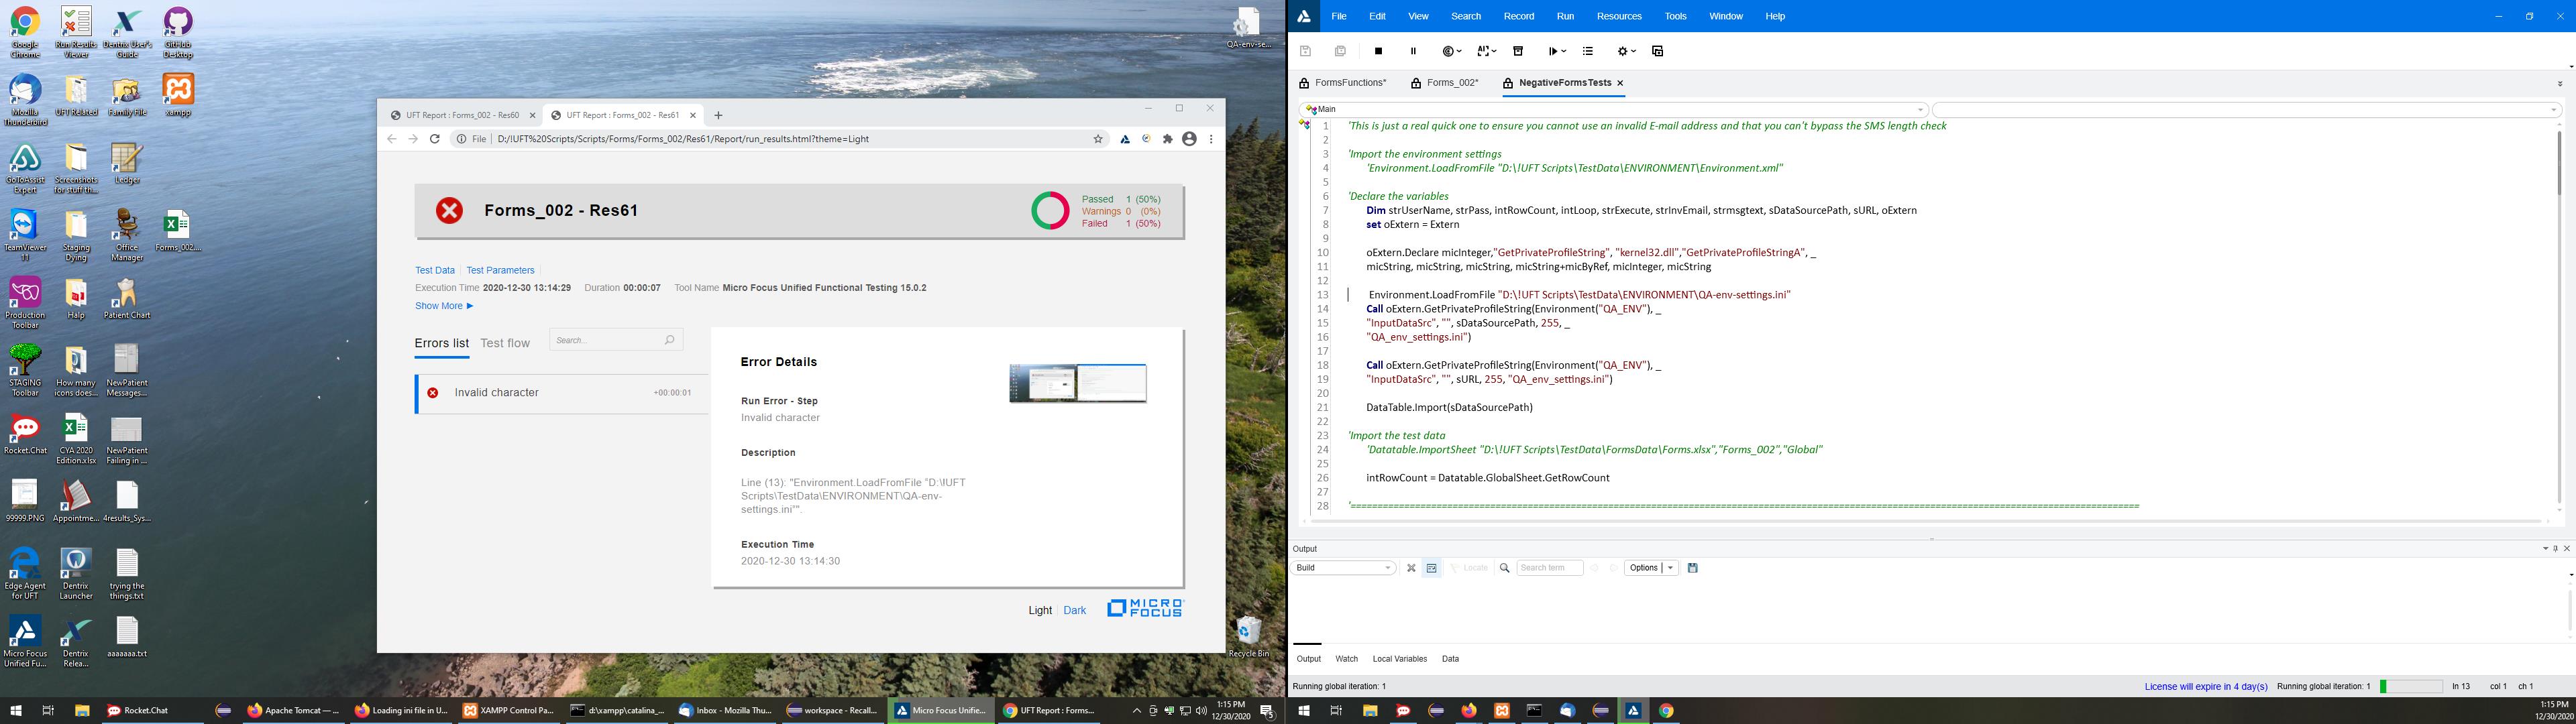 Google Chrome
Run Results Viewer
Dentrix User's Guide
GitHub Desktop
QA-env-se...
Mozilla Thunderbird
UFT Related
Family File
xampp
GoToAssist Expert
Screenshots for stuff th...
Ledger
TeamViewer 11
Staging Dying
Office Manager
Forms_002....
Production Toolbar
Halp
Patient Chart
STAGING Toolbar
How many icons does...
NewPatient Messages...
Rocket.Chat
CYA 2020 Edition.xlsx
NewPatient Failing in ...
99999.PNG
Appointme...
4results_Sys...
Edge Agent for UFT
Dentrix Launcher
trying the things.txt
Micro Focus Unified Fu...
Dentrix Relea...
aaaaaaa.txt
Recycle Bin
UFT Report : Forms_002 - Res60
UFT Report : Forms_002 - Res61
File | D:/!UFT%20Scripts/Scripts/Forms/Forms_002/Res61/Report/run_results.html?theme=Light
Forms_002 - Res61
Passed 1 (50%)
Warnings 0 (0%)
Failed 1 (50%)
Test Data
Test Parameters
Execution Time 2020-12-30 13:14:29 Duration 00:00:07 Tool Name Micro Focus Unified Functional Testing 15.0.2
Show More
Errors list
Test flow
Search...
Invalid character
+00:00:01
Error Details
Run Error - Step
Invalid character
Description
Line (13): "Environment.LoadFromFile "D:\!UFT
Scripts\TestData\ENVIRONMENT\QA-env-
settings.ini"".
Execution Time
2020-12-30 13:14:30
Light Dark
MICRO FOCUS
Rocket.Chat
Apache Tomcat —...
Loading ini file in U...
XAMPP Control Pa...
d:\xampp\catalina_...
Inbox - Mozilla Thu...
workspace - Recall...
Micro Focus Unifie...
UFT Report : Forms...
1:15 PM
12/30/2020
5
File Edit View Search Record Run Resources Tools Window Help
FormsFunctions*
Forms_002*
NegativeFormsTests
Main
1 'This is just a real quick one to ensure you cannot use an invalid E-mail address and that you can't bypass the SMS length check
2
3 'Import the environment settings
4 'Environment.LoadFromFile "D:\!UFT Scripts\TestData\ENVIRONMENT\Environment.xml"
5
6 'Declare the variables
7 Dim strUserName, strPass, intRowCount, intLoop, strExecute, strInvEmail, strmsgtext, sDataSourcePath, sURL, oExtern
8 set oExtern = Extern
9
10 oExtern.Declare micInteger,"GetPrivateProfileString", "kernel32.dll","GetPrivateProfileStringA", _
11 micString, micString, micString, micString+micByRef, micInteger, micString
12
13 Environment.LoadFromFile "D:\!UFT Scripts\TestData\ENVIRONMENT\QA-env-settings.ini"
14 Call oExtern.GetPrivateProfileString(Environment("QA_ENV"), _
15 "InputDataSrc", "", sDataSourcePath, 255, _
16 "QA_env_settings.ini")
17
18 Call oExtern.GetPrivateProfileString(Environment("QA_ENV"), _
19 "InputDataSrc", "", sURL, 255, "QA_env_settings.ini")
20
21 DataTable.Import(sDataSourcePath)
22
23 'Import the test data
24 'Datatable.ImportSheet "D:\!UFT Scripts\TestData\FormsData\Forms.xlsx","Forms_002","Global"
25
26 intRowCount = Datatable.GlobalSheet.GetRowCount
27
28
Output
Build
Locate
Search term
Options
Output Watch Local Variables Data
Running global iteration: 1
License will expire in 4 day(s)
Running global iteration: 1
ln 13 col 1 ch 1
1:15 PM
12/30/2020